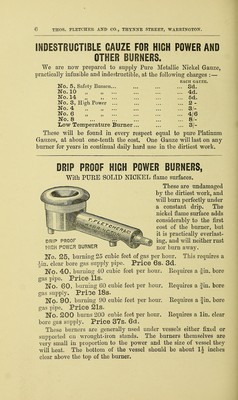 6 THOS. FLETCHER AND CO., THYNNE STREET, WARRINGTON.
INDESTRUCTIBLE GAUZE FOR HIGH POWER AND
OTHER BURNERS.
We are now prepared to supply Pure Metallic Nickel Gauze,
practically infusible and indestructible, at the following charges :—
EACH GAUZE.
No. 5, Safety Burner... ... ... ... 3d.
No. 10 „ „ ... ... ... ... 4d.
No. 14 „ „ ... ... ... ... 5d.
No. 3, High Power ... ... ... ... 2/-
No. 4 „ ... ... ... ... 3/-
No. 6 „ ... ... ... ... 4/6
No. 8 „ ... ... ... ... 8/-
Low Temperature Burner ... ... 3/-
These will be found in every respect equal to pure Platinum
Gauzes, at about one-tenth the cost. One Gauze will last on any
burner for years in continual daily hard use in the dirtiest work.
DRIP PROOF HIGH POWER BURNERS,
With PURE SOLID NICKEL flame surfaces.
These are undamaged
by the dirtiest work, and
will burn perfectly under
a constant drip. The
nickel flame surface adds
considerably to the first
cost of the burner, but
it is practically everlast-
ing, and will neither rust
nor burn away.
T. FLETCHER'S
DRIP PROOF
HIGH POWER BURNER
No. 25, burning 25 cubic feet of gas per hour. This requires a
clear bore gas supply pipe. Price 6s. 3d.
No. 40, burning 40 cubic feet per hour. Requires a bore
gas pipe. Price 11s.
No. 60, burning 60 cubic feet per hour. Requires a bore
gas supply. Price 18s.
No. 90, burning 90 cubic feet per hour. Requires a bore
gas pipe. Price 21s.
No. 200 burns 200 cubic feet per hour. Requires a 1in. clear
bore gas supply. Price 37s. 6d.
These burners are generally used under vessels either fixed or
supported on wrought-iron stands. The burners themselves are
very small in proportion to the power and the size of vessel they
will heat. The bottom of the vessel should be about 1½ inches
clear above the top of the burner.